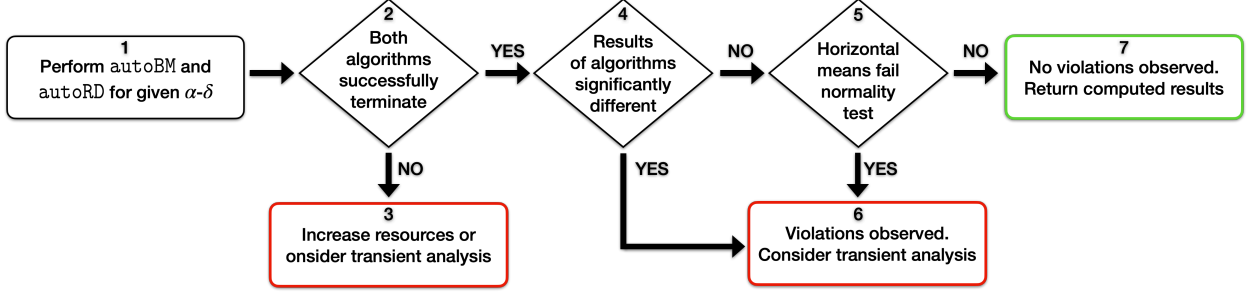 1
Perform autoBM and
autoRD for given α-δ
2
Both
algorithms
successfully
terminate
YES
NO
3
Increase resources or
onsider transient analysis
4
Results
of algorithms
significantly
different
NO
YES
5
Horizontal
means fail
normality
test
NO
YES
6
Violations observed.
Consider transient analysis
7
No violations observed.
Return computed results